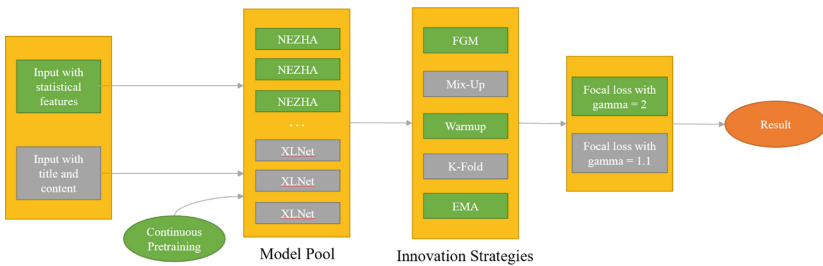 Input with
statistical
features
Input with
title and
content
Continuous
Pretraining
NEZHA
NEZHA
NEZHA
...
XLNet
XLNet
XLNet
Model Pool
FGM
Mix-Up
Warmup
K-Fold
EMA
Innovation Strategies
Focal loss with
gamma = 2
Focal loss with
gamma = 1.1
Result